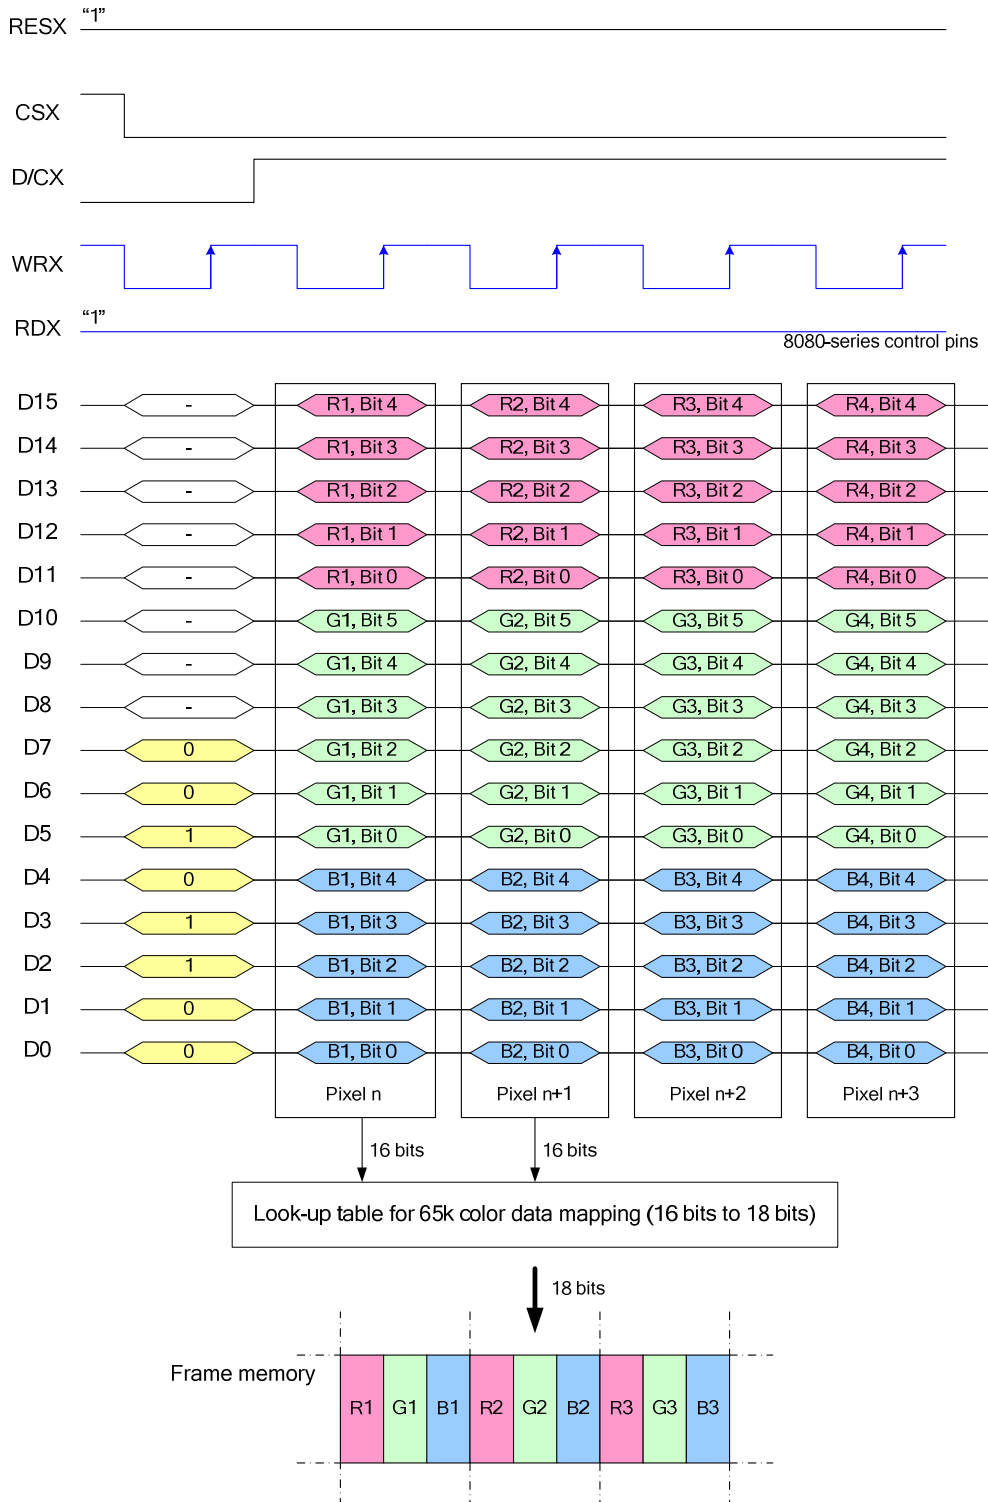 RESX “1”
CSX
D/CX
WRX
RDX “1”
8080-series control pins
D15 - R1, Bit 4 R2, Bit 4 R3, Bit 4 R4, Bit 4
D14 - R1, Bit 3 R2, Bit 3 R3, Bit 3 R4, Bit 3
D13 - R1, Bit 2 R2, Bit 2 R3, Bit 2 R4, Bit 2
D12 - R1, Bit 1 R2, Bit 1 R3, Bit 1 R4, Bit 1
D11 - R1, Bit 0 R2, Bit 0 R3, Bit 0 R4, Bit 0
D10 - G1, Bit 5 G2, Bit 5 G3, Bit 5 G4, Bit 5
D9 - G1, Bit 4 G2, Bit 4 G3, Bit 4 G4, Bit 4
D8 - G1, Bit 3 G2, Bit 3 G3, Bit 3 G4, Bit 3
D7 0 G1, Bit 2 G2, Bit 2 G3, Bit 2 G4, Bit 2
D6 0 G1, Bit 1 G2, Bit 1 G3, Bit 1 G4, Bit 1
D5 1 G1, Bit 0 G2, Bit 0 G3, Bit 0 G4, Bit 0
D4 0 B1, Bit 4 B2, Bit 4 B3, Bit 4 B4, Bit 4
D3 1 B1, Bit 3 B2, Bit 3 B3, Bit 3 B4, Bit 3
D2 1 B1, Bit 2 B2, Bit 2 B3, Bit 2 B4, Bit 2
D1 0 B1, Bit 1 B2, Bit 1 B3, Bit 1 B4, Bit 1
D0 0 B1, Bit 0 B2, Bit 0 B3, Bit 0 B4, Bit 0
Pixel n Pixel n+1 Pixel n+2 Pixel n+3
16 bits 16 bits
Look-up table for 65k color data mapping (16 bits to 18 bits)
18 bits
Frame memory
R1 G1 B1 R2 G2 B2 R3 G3 B3